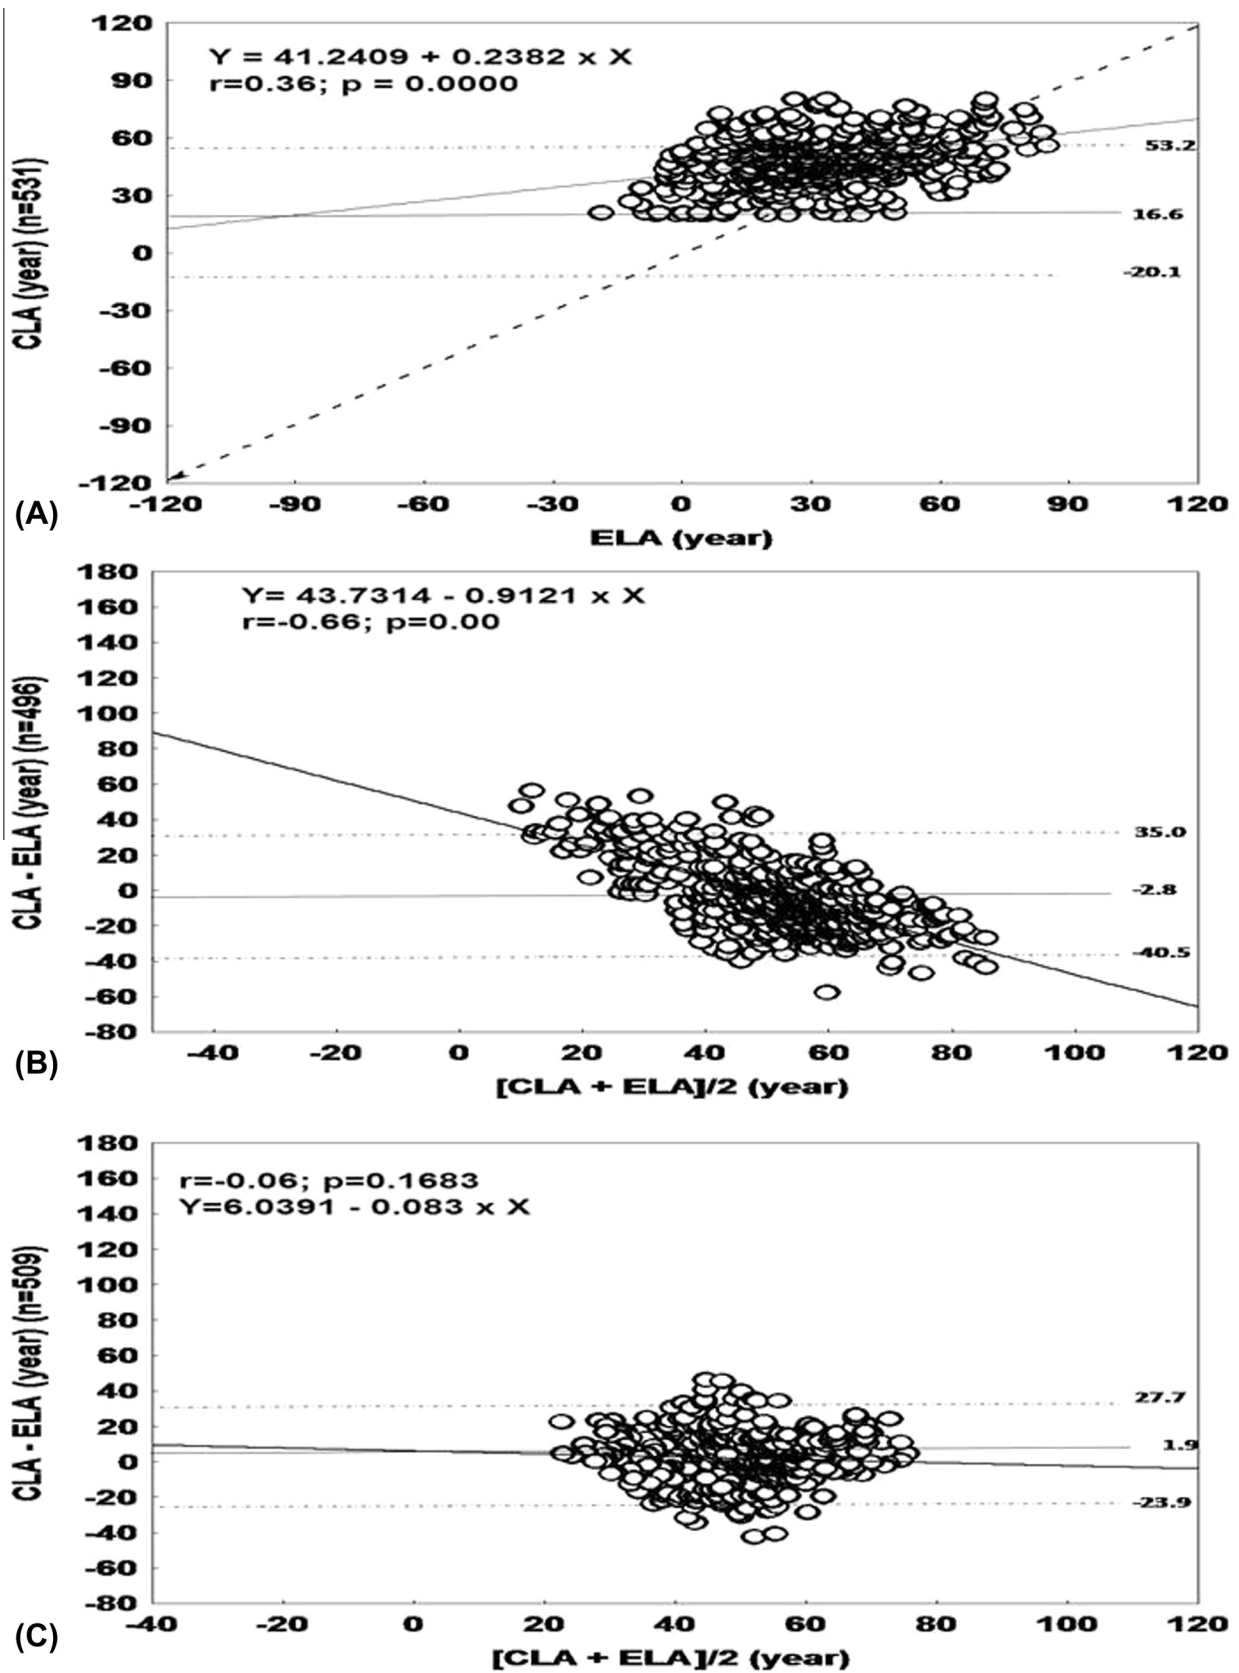 120
Y = 41.2409 + 0.2382 x X
r=0.36; p = 0.0000
90
60
53.2
30
16.6
0
-20.1
-30
-60
-90
-120
CLA (year) (n=531)
-120 -90 -60 -30 0 30 60 90 120
(A)
ELA (year)
180
Y= 43.7314 - 0.9121 x X
160
r=-0.66; p=0.00
140
120
100
80
60
40
35.0
20
0
-2.8
-20
-40
-40.5
-60
-80
CLA - ELA (year) (n=496)
-40 -20 0 20 40 60 80 100 120
(B)
[CLA + ELA]/2 (year)
180
r=-0.06; p=0.1683
160
Y=6.0391 - 0.083 x X
140
120
100
80
60
40
27.7
20
1.9
0
-20
-23.9
-40
-60
-80
CLA - ELA (year) (n=509)
-40 -20 0 20 40 60 80 100 120
(C)
[CLA + ELA]/2 (year)